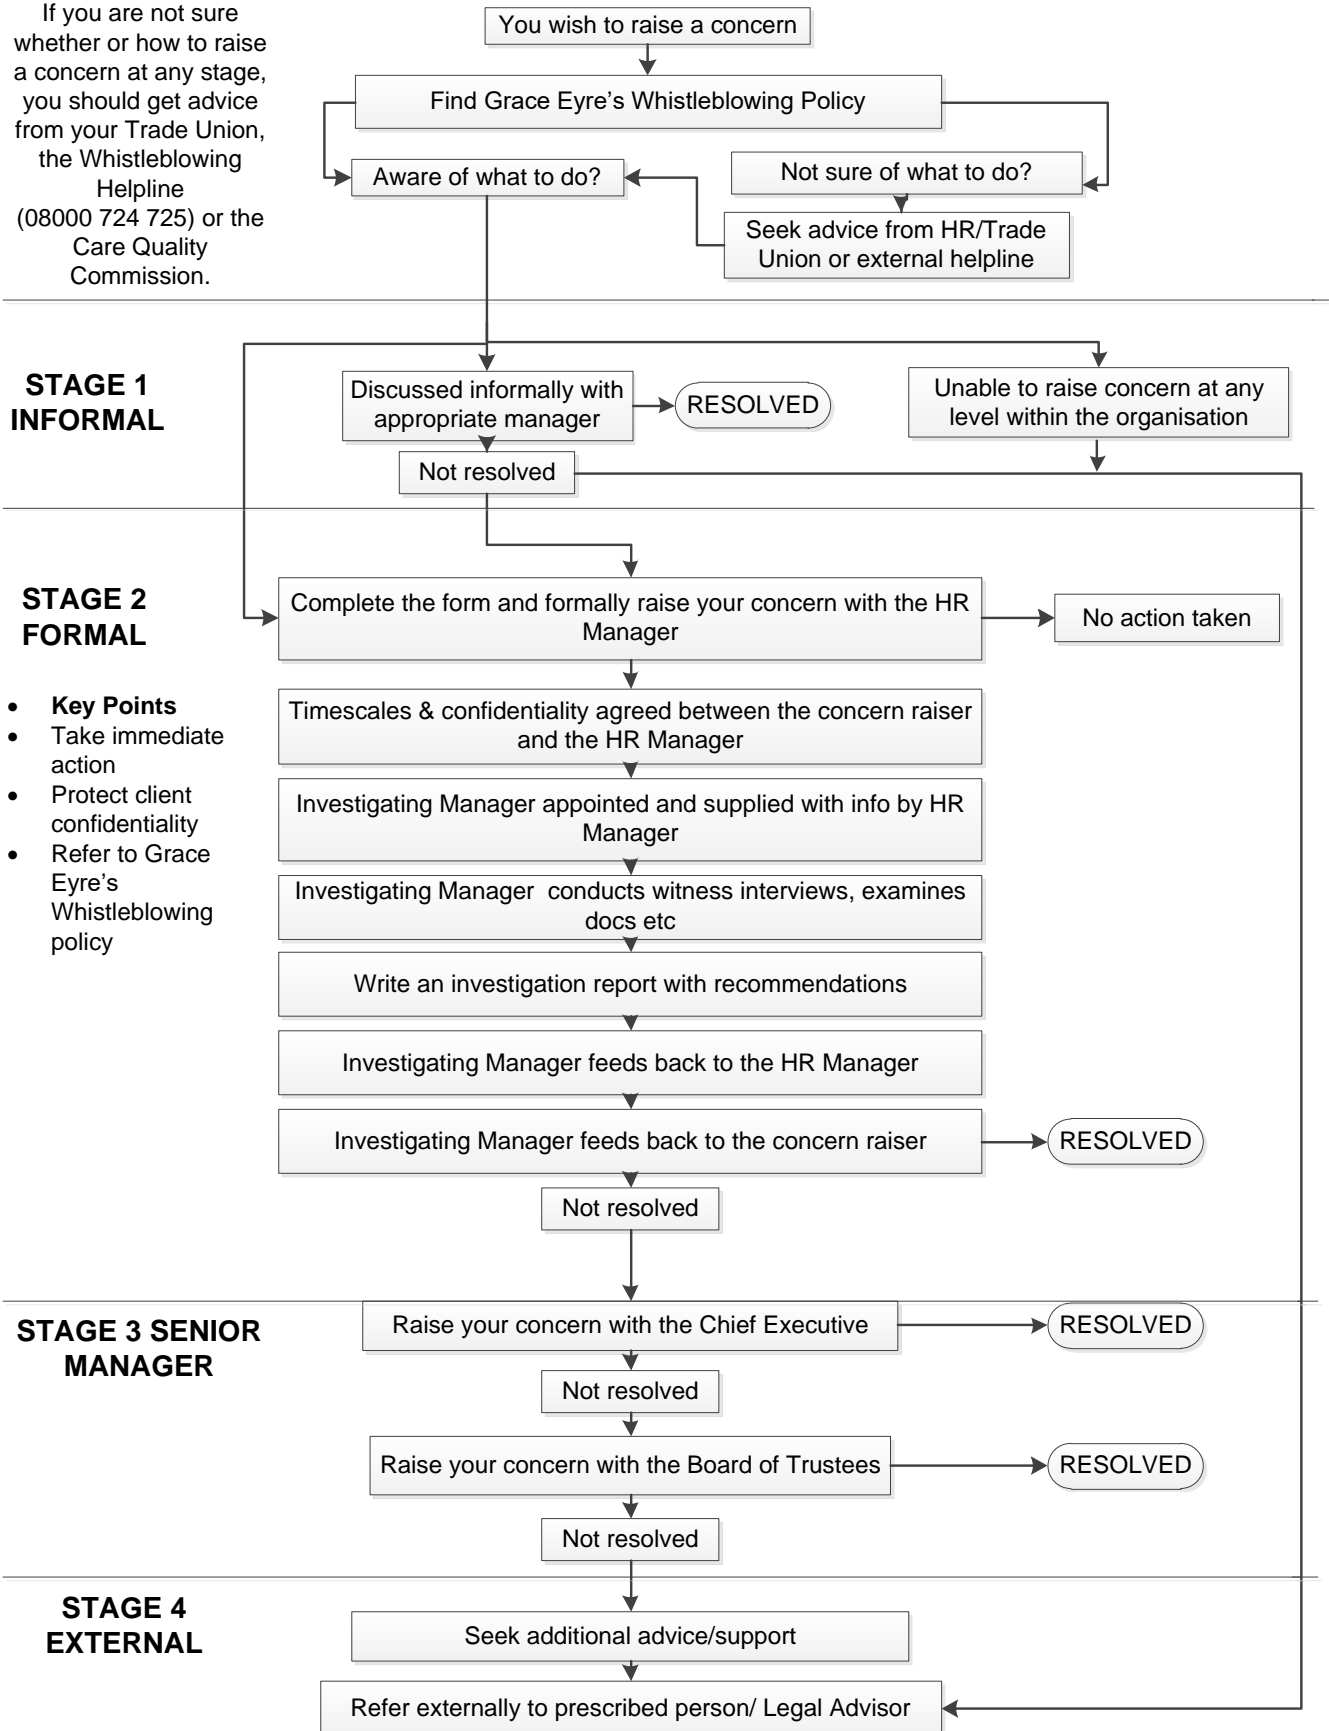 If you are not sure
whether or how to raise
a concern at any stage,
you should get advice
from your Trade Union,
the Whistleblowing
Helpline
(08000 724 725) or the
Care Quality
Commission.
You wish to raise a concern
Find Grace Eyre’s Whistleblowing Policy
Aware of what to do?
Not sure of what to do?
Seek advice from HR/Trade
Union or external helpline
STAGE 1
INFORMAL
Discussed informally with
appropriate manager
RESOLVED
Unable to raise concern at any
level within the organisation
Not resolved
STAGE 2
FORMAL
Complete the form and formally raise your concern with the HR
Manager
No action taken
• Key Points
• Take immediate
action
• Protect client
confidentiality
• Refer to Grace
Eyre’s
Whistleblowing
policy
Timescales & confidentiality agreed between the concern raiser
and the HR Manager
Investigating Manager appointed and supplied with info by HR
Manager
Investigating Manager  conducts witness interviews, examines
docs etc
Write an investigation report with recommendations
Investigating Manager feeds back to the HR Manager
Investigating Manager feeds back to the concern raiser
RESOLVED
Not resolved
STAGE 3 SENIOR
MANAGER
Raise your concern with the Chief Executive
RESOLVED
Not resolved
Raise your concern with the Board of Trustees
RESOLVED
Not resolved
STAGE 4
EXTERNAL
Seek additional advice/support
Refer externally to prescribed person/ Legal Advisor